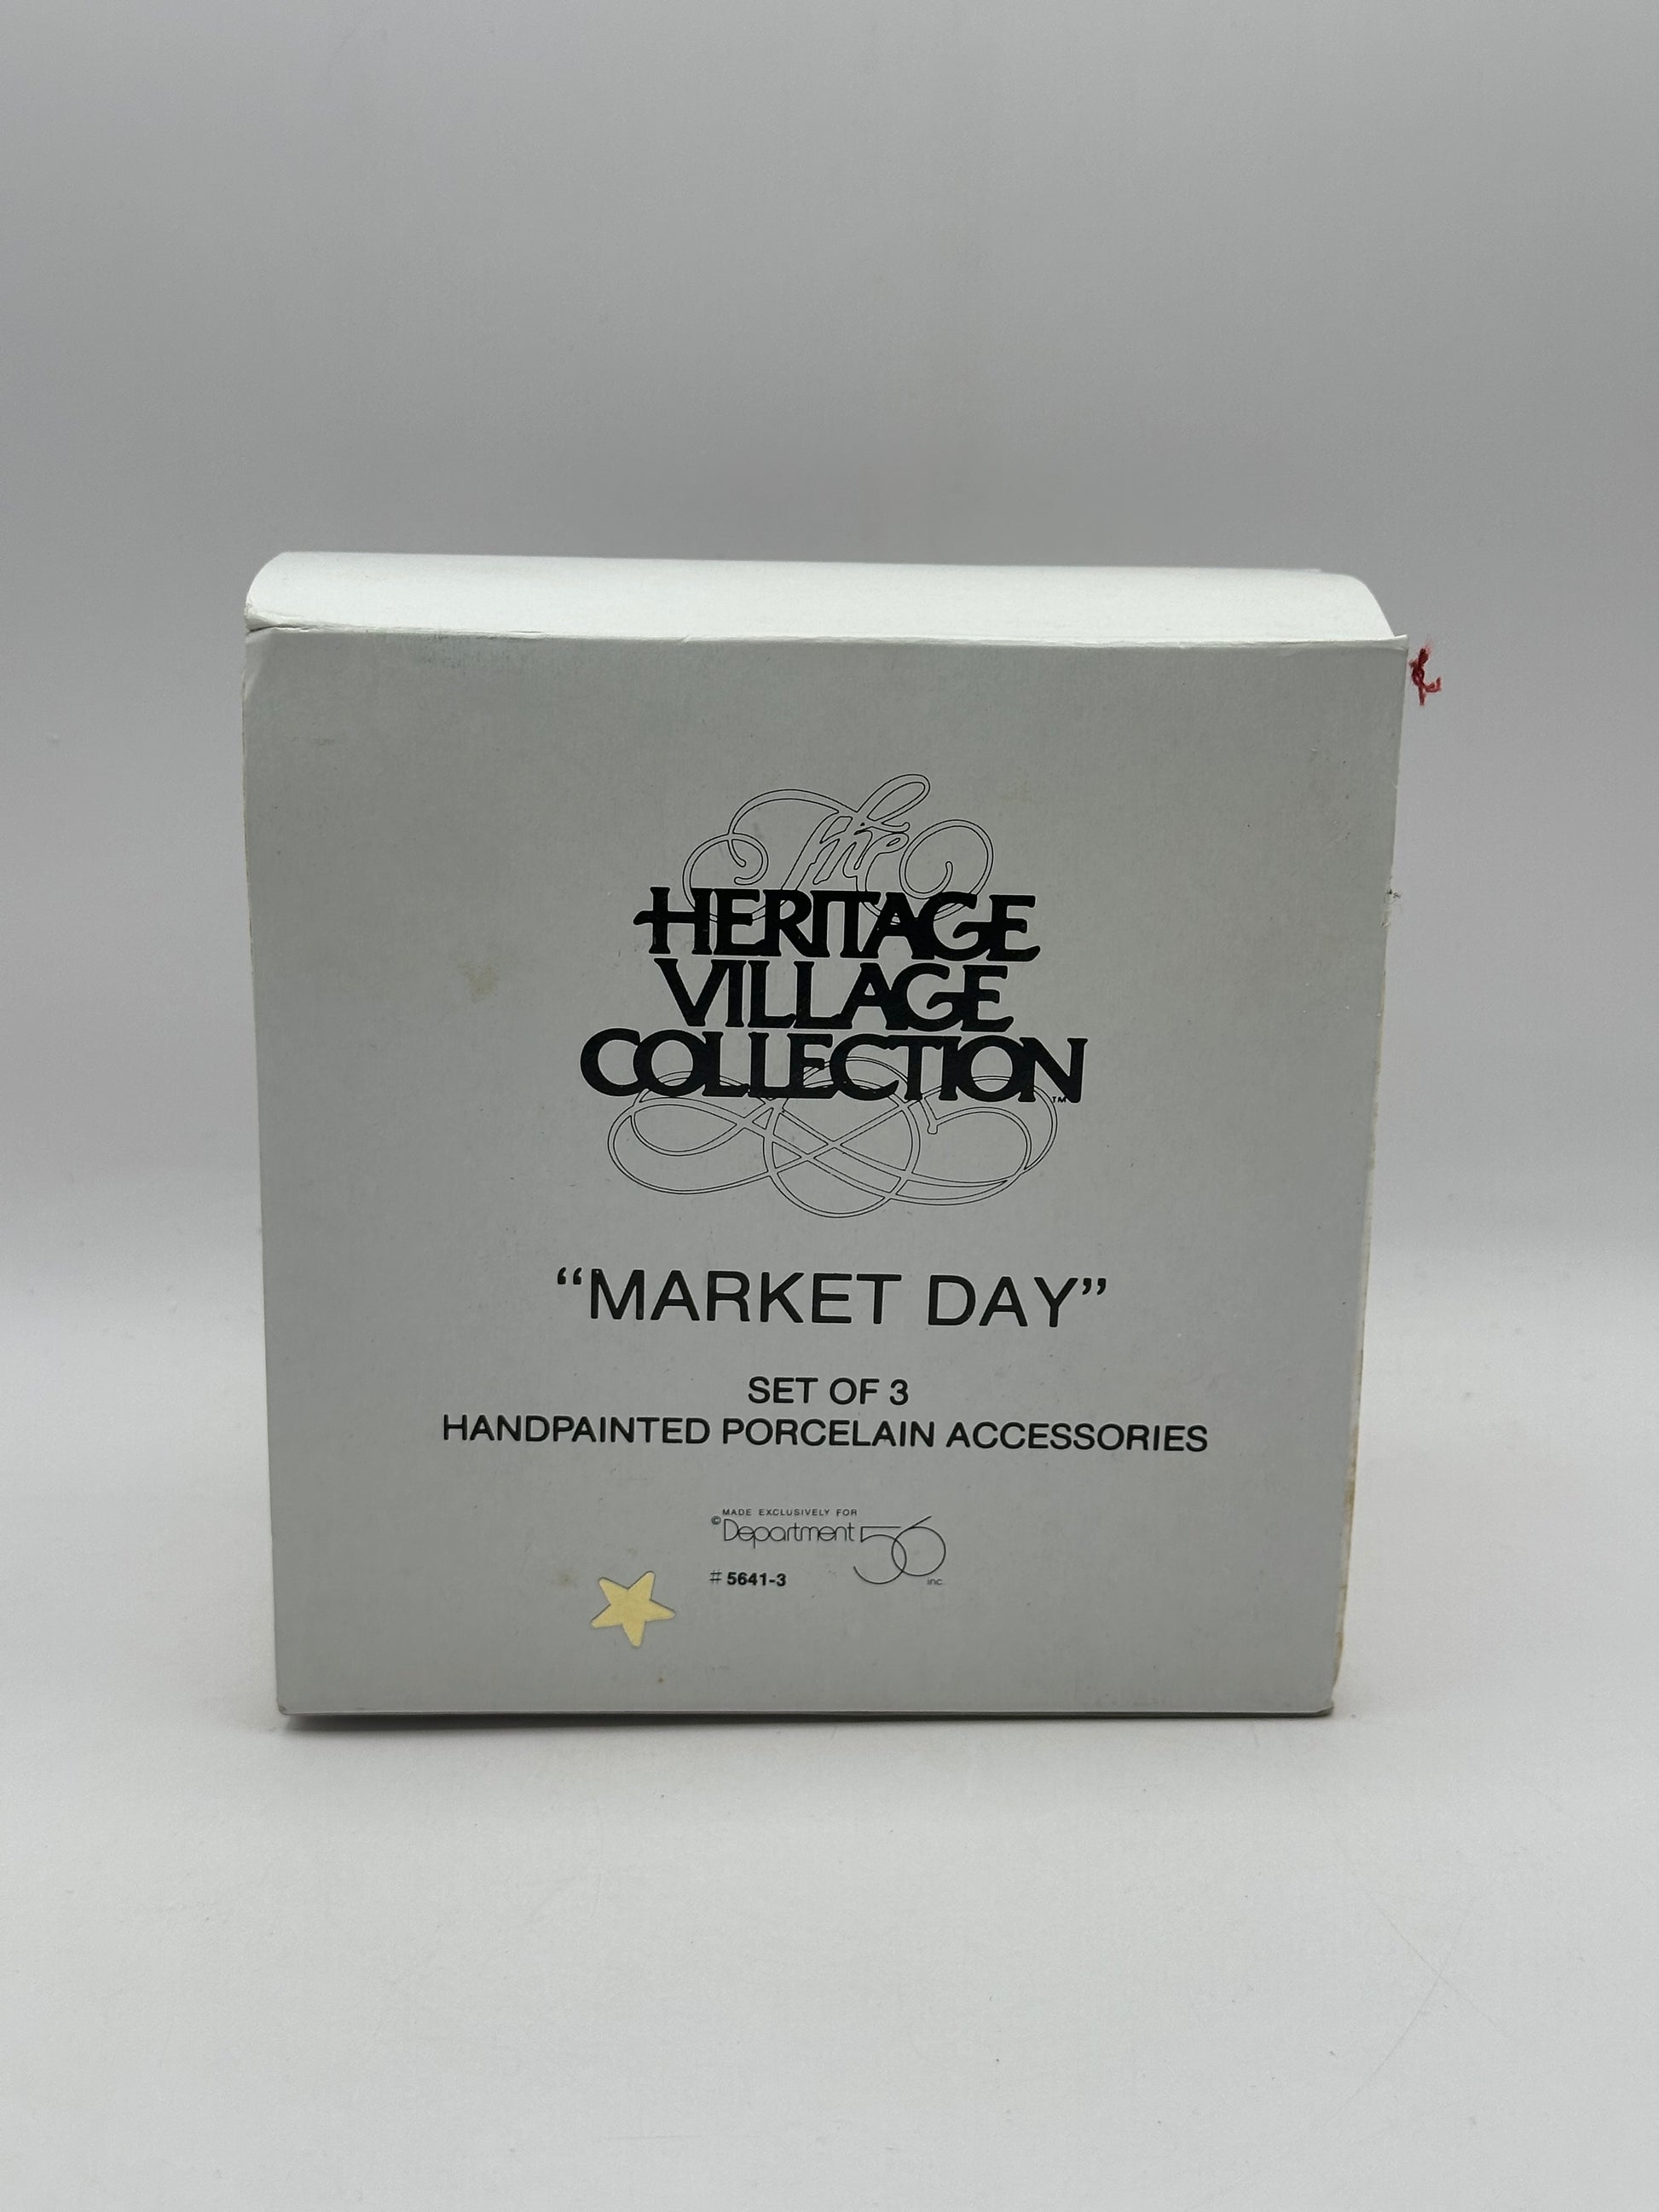 The
HERITAGE
VILLAGE
COLLECTION™
“MARKET DAY”
SET OF 3
HANDPAINTED PORCELAIN ACCESSORIES
MADE EXCLUSIVELY FOR
©Department 56
inc.
# 5641-3